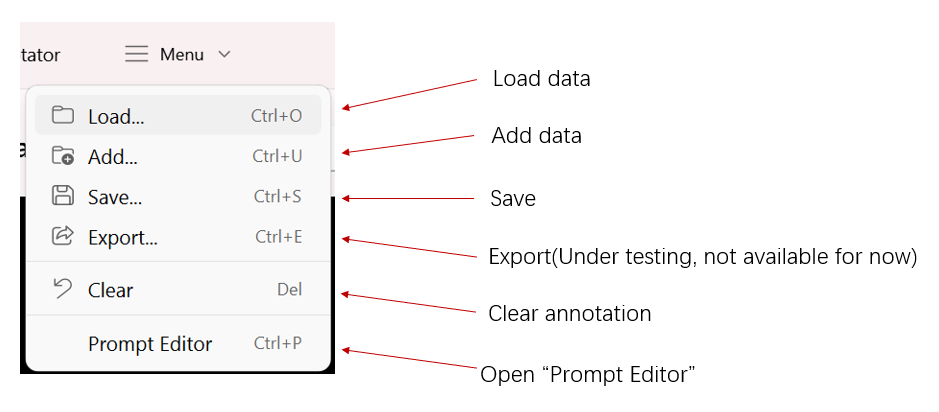 tator Menu
Load... Ctrl+O
Add... Ctrl+U
Save... Ctrl+S
Export... Ctrl+E
Clear Del
Prompt Editor Ctrl+P
Load data
Add data
Save
Export(Under testing, not available for now)
Clear annotation
Open “Prompt Editor”